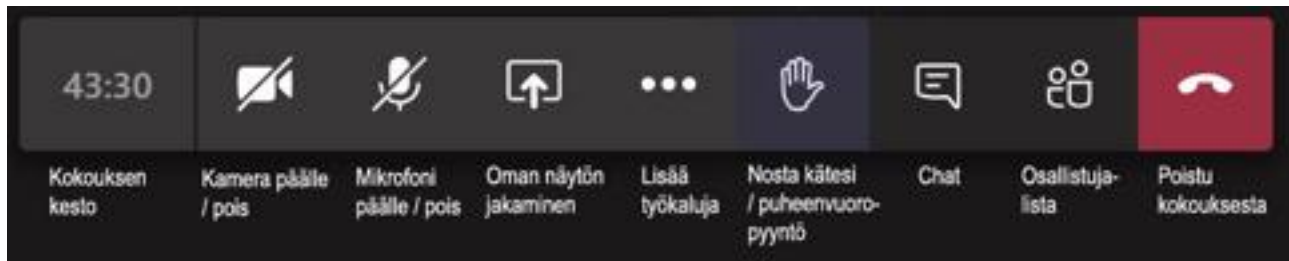 43:30
Kokouksen
kesto
Kamera päälle
/ pois
Mikrofoni
päälle / pois
Oman näytön
jakaminen
Lisää
työkaluja
Nosta kätesi
/ puheenvuoro-
pyyntö
Chat
Osallistuja-
lista
Poistu
kokouksesta